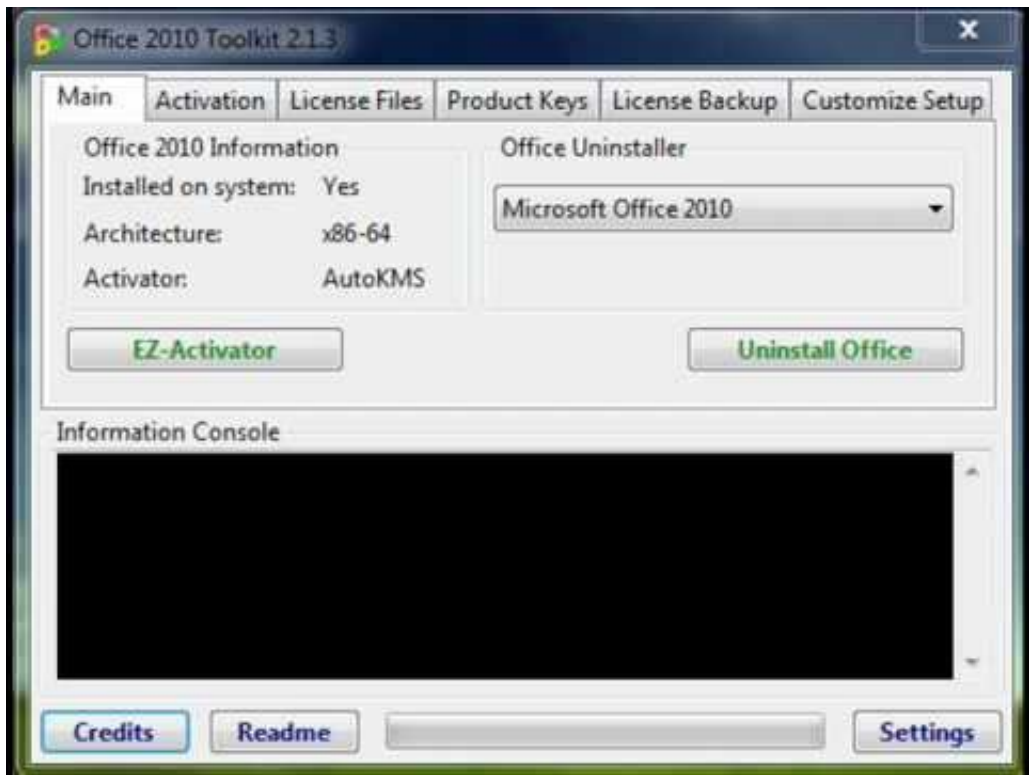 Office 2010 Toolkit 2.1.3
Main Activation License Files Product Keys License Backup Customize Setup
Office 2010 Information
Installed on system: Yes
Architecture: x86-64
Activator: AutoKMS
EZ-Activator
Office Uninstaller
Microsoft Office 2010
Uninstall Office
Information Console
Credits Readme Settings